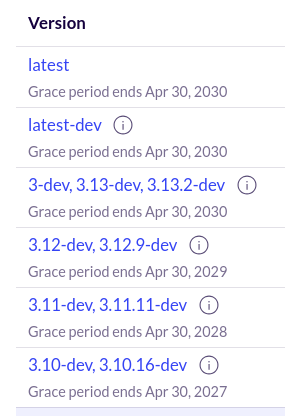 Version
latest
Grace period ends Apr 30, 2030
latest-dev
Grace period ends Apr 30, 2030
3-dev, 3.13-dev, 3.13.2-dev
Grace period ends Apr 30, 2030
3.12-dev, 3.12.9-dev
Grace period ends Apr 30, 2029
3.11-dev, 3.11.11-dev
Grace period ends Apr 30, 2028
3.10-dev, 3.10.16-dev
Grace period ends Apr 30, 2027